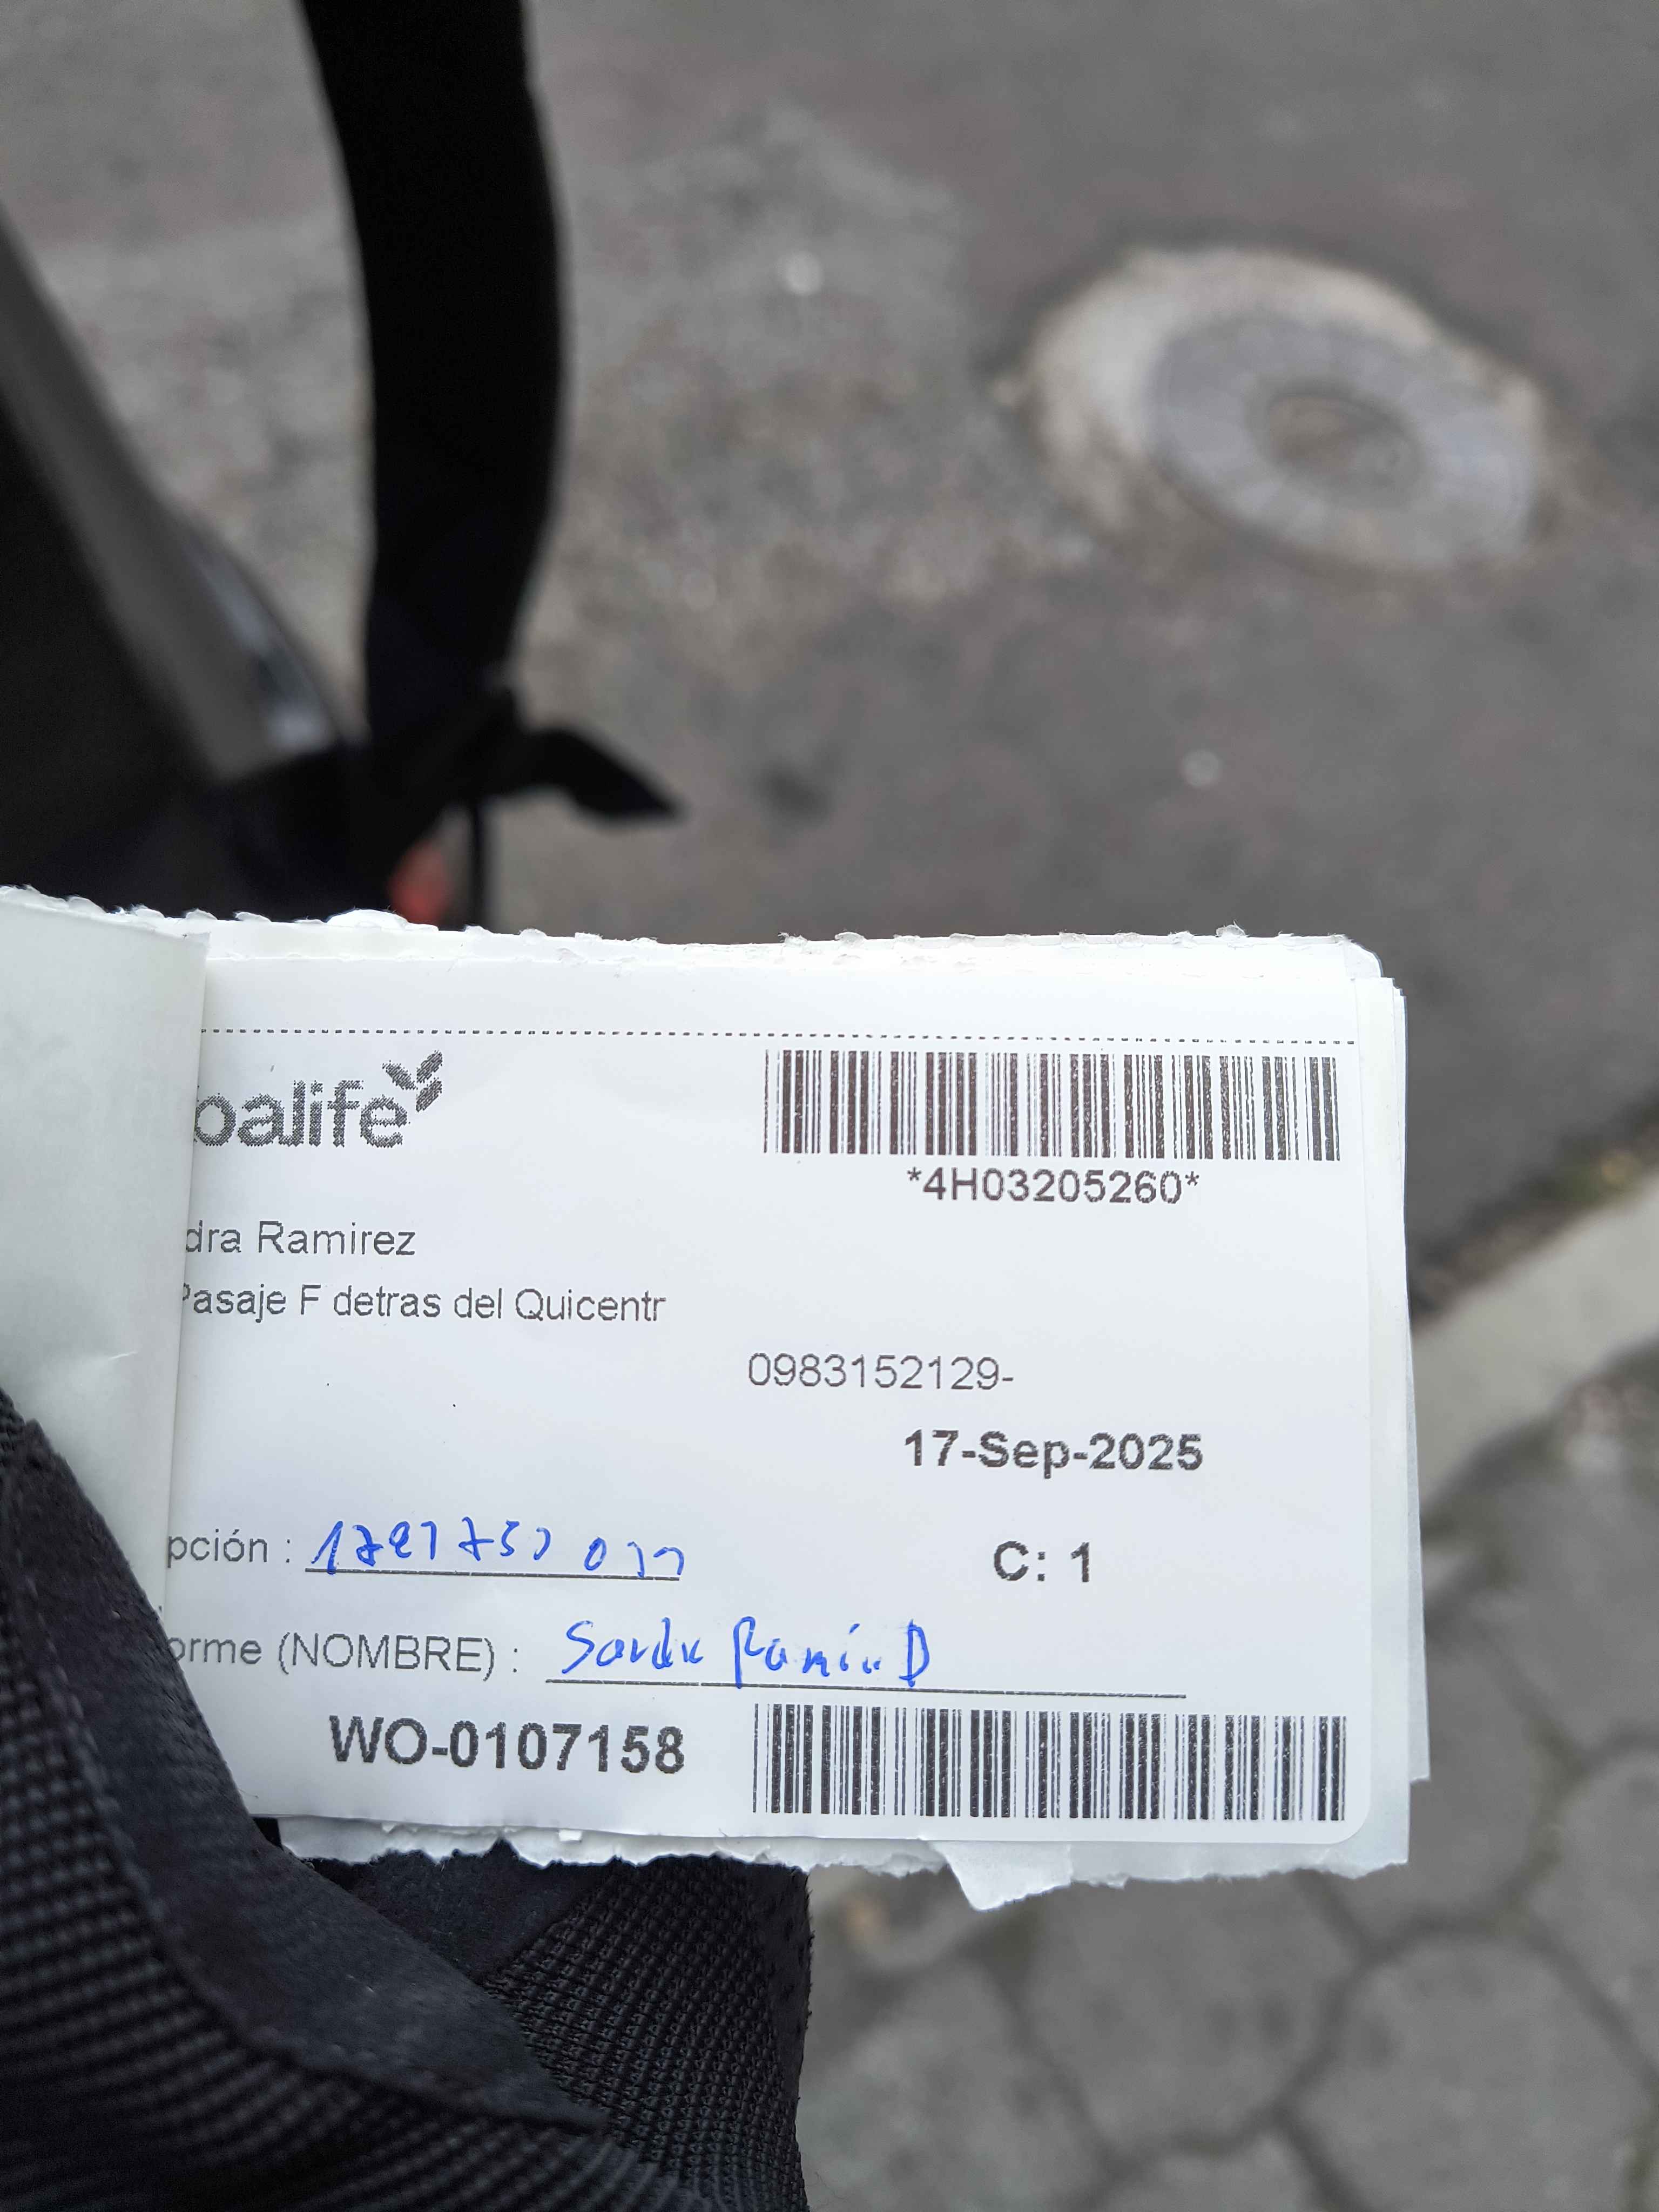 balife
*4H03205260*
dra Ramirez
Pasaje F detras del Quicentr
0983152129-
17-Sep-2025
pción :
C: 1
orme (NOMBRE) :
WO-0107158